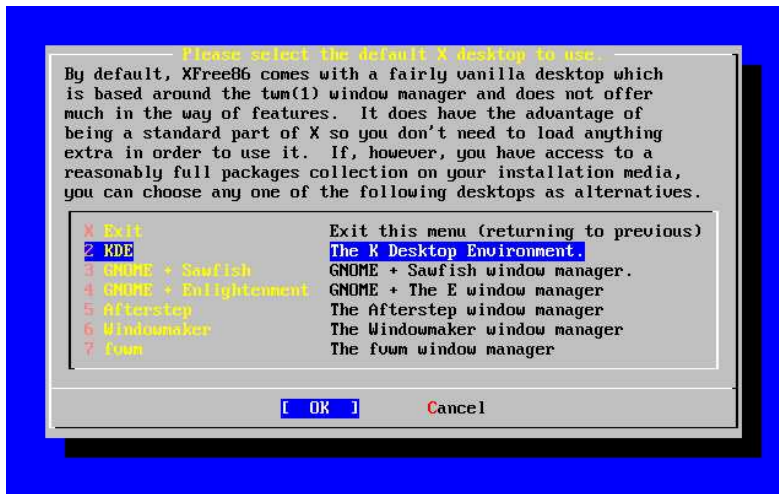 Please select the default X desktop to use.
By default, XFree86 comes with a fairly vanilla desktop which
is based around the twm(1) window manager and does not offer
much in the way of features.  It does have the advantage of
being a standard part of X so you don't need to load anything
extra in order to use it.  If, however, you have access to a
reasonably full packages collection on your installation media,
you can choose any one of the following desktops as alternatives.
X Exit Exit this menu (returning to previous)
2 KDE The K Desktop Environment.
3 GNOME + Sawfish GNOME + Sawfish window manager.
4 GNOME + Enlightenment GNOME + The E window manager
5 Afterstep The Afterstep window manager
6 Windowmaker The Windowmaker window manager
7 fvwm The fvwm window manager
[ OK ] Cancel